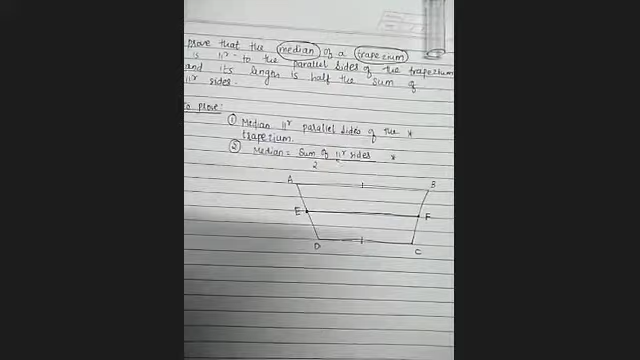 prove that the median of a trapezium
is ||r to the parallel sides of the trapezium
and its length is half the sum of
||r sides.
To prove:
① Median ||r parallel sides of the *
trapezium.
② Median = Sum of ||r sides *
2
A B
E F
D C